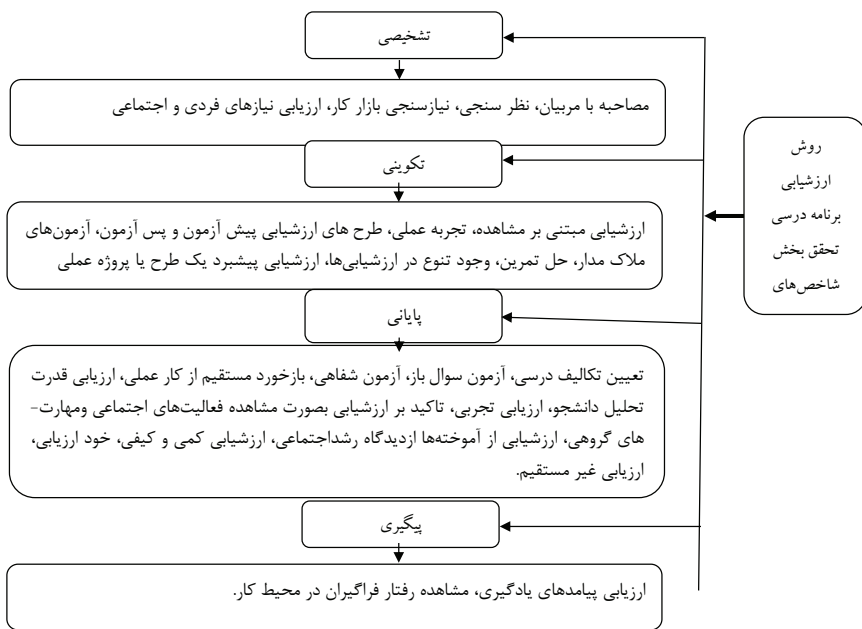 تشخیصی
مصاحبه با مربیان، نظر سنجی، نیازسنجی بازار کار، ارزیابی نیازهای فردی و اجتماعی
تکوینی
ارزشیابی مبتنی بر مشاهده، تجربه عملی، طرح های ارزشیابی پیش آزمون و پس آزمون، آزمون‌های
ملاک مدار، حل تمرین، وجود تنوع در ارزشیابی‌ها، ارزشیابی پیشبرد یک طرح یا پروژه عملی
پایانی
تعیین تکالیف درسی، آزمون سوال باز، آزمون شفاهی، بازخورد مستقیم از کار عملی، ارزیابی قدرت
تحلیل دانشجو، ارزیابی تجربی، تاکید بر ارزشیابی بصورت مشاهده فعالیت‌های اجتماعی ومهارت-
های گروهی، ارزشیابی از آموخته‌ها ازدیدگاه رشداجتماعی، ارزشیابی کمی و کیفی، خود ارزیابی،
ارزیابی غیر مستقیم.
پیگیری
ارزیابی پیامدهای یادگیری، مشاهده رفتار فراگیران در محیط کار.
روش
ارزشیابی
برنامه درسی
تحقق بخش
شاخص‌های